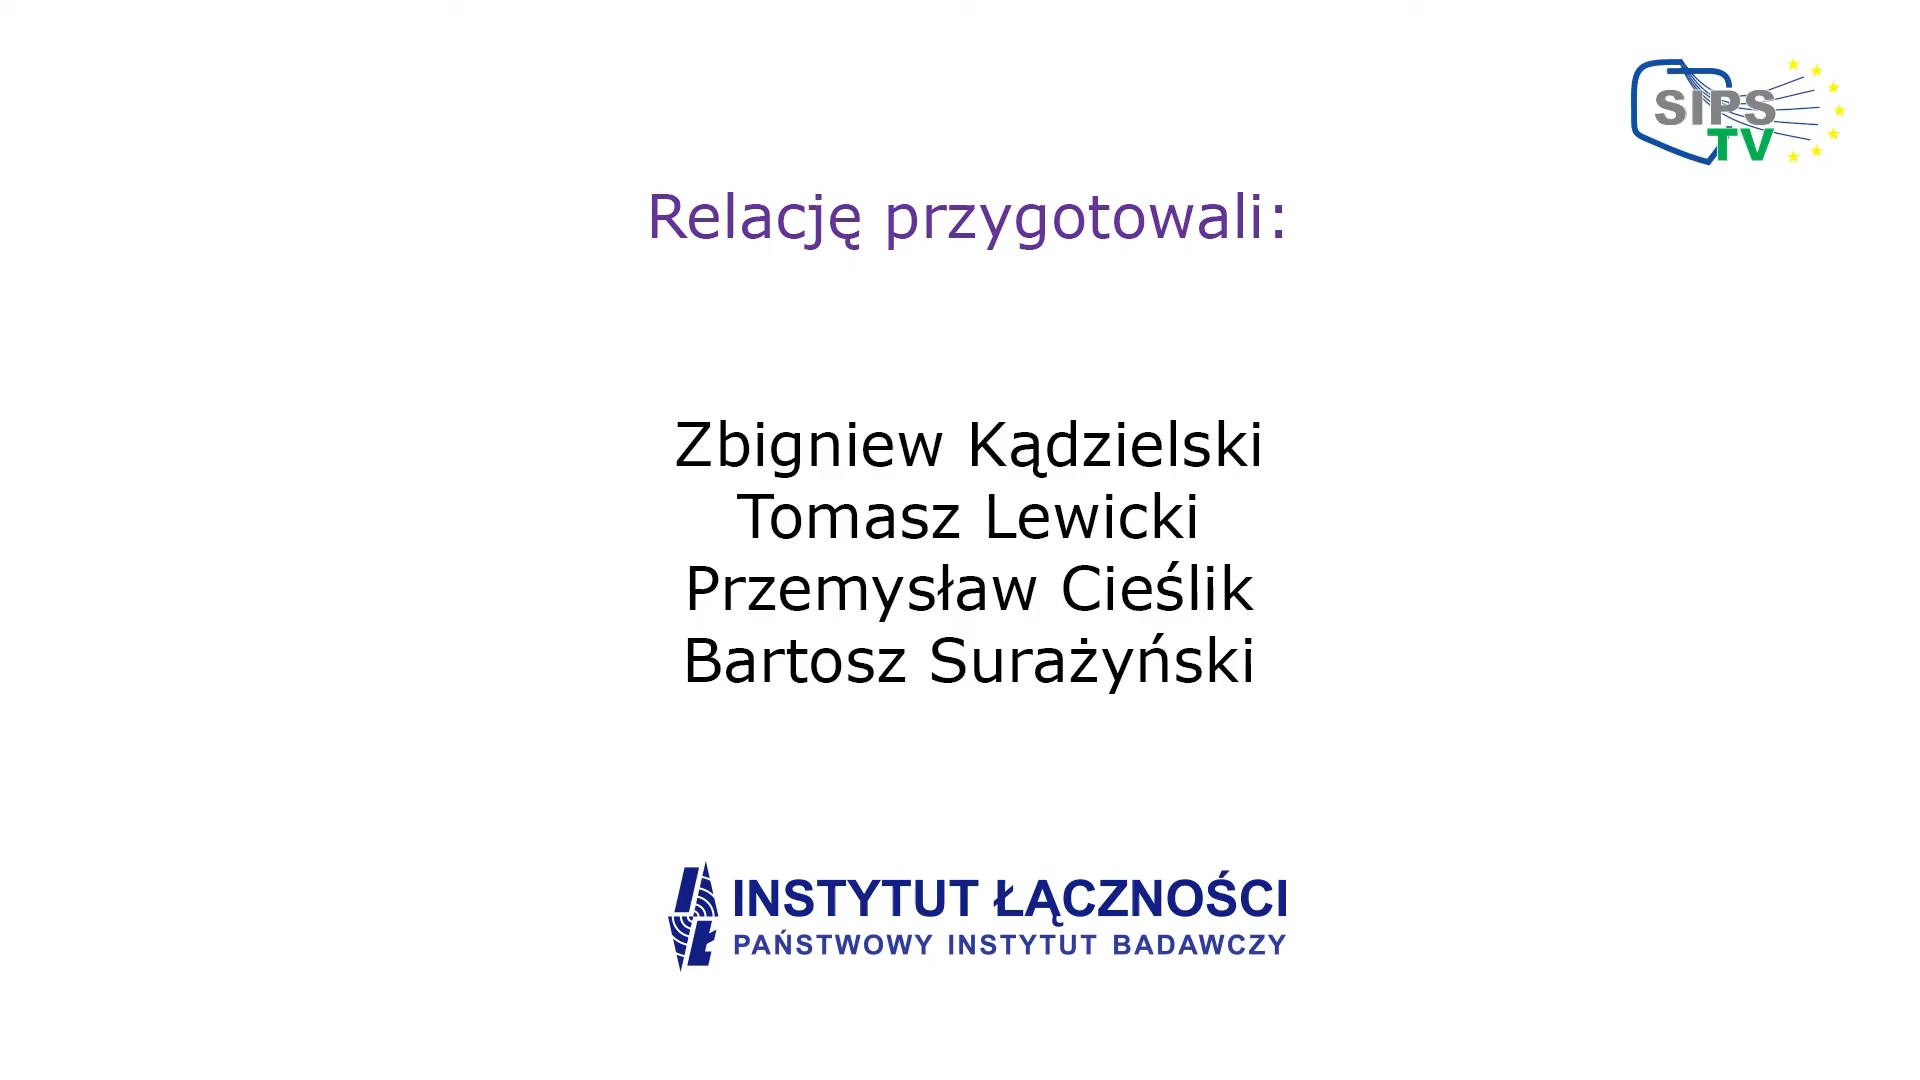 SIPS
TV
Relację przygotowali:
Zbigniew Kądzielski
Tomasz Lewicki
Przemysław Cieślik
Bartosz Surażyński
INSTYTUT ŁĄCZNOŚCI
PAŃSTWOWY INSTYTUT BADAWCZY